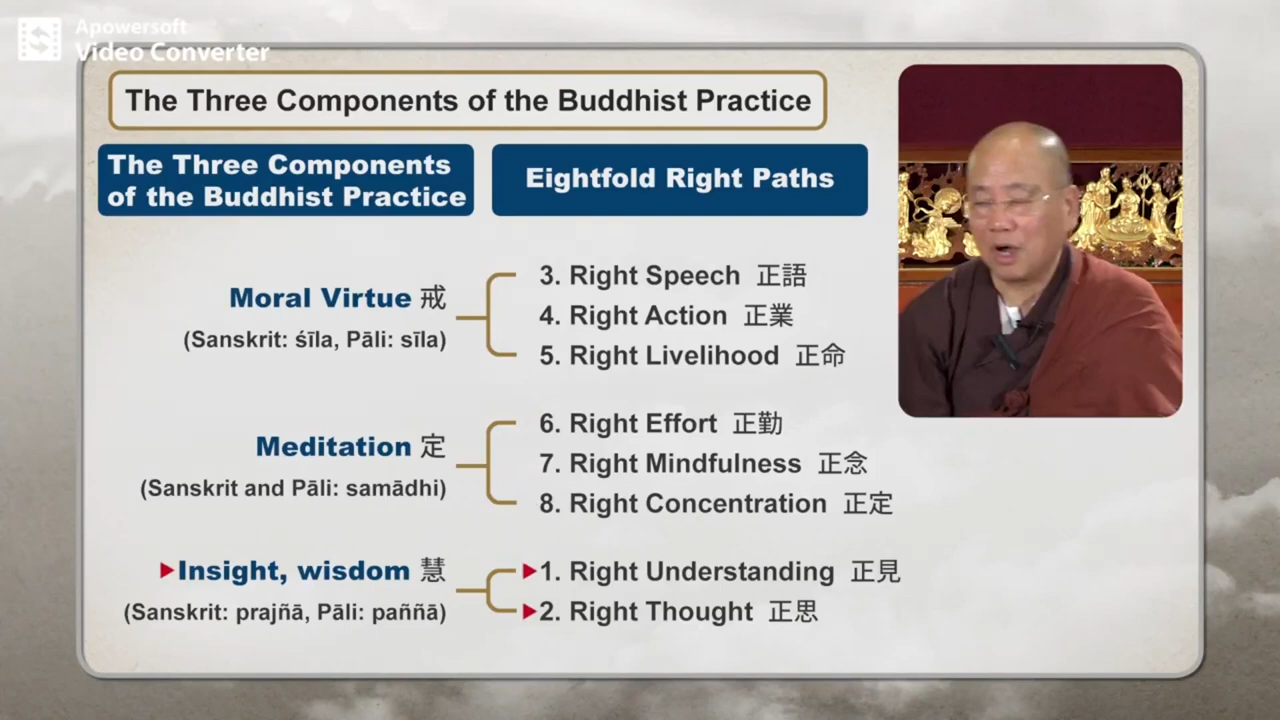 Apowersoft
Video Converter
The Three Components of the Buddhist Practice
The Three Components
of the Buddhist Practice
Eightfold Right Paths
Moral Virtue 戒
(Sanskrit: śīla, Pāli: sīla)
3. Right Speech 正語
4. Right Action 正業
5. Right Livelihood 正命
Meditation 定
(Sanskrit and Pāli: samādhi)
6. Right Effort 正勤
7. Right Mindfulness 正念
8. Right Concentration 正定
▶Insight, wisdom 慧
(Sanskrit: prajñā, Pāli: paññā)
▶1. Right Understanding 正見
▶2. Right Thought 正思